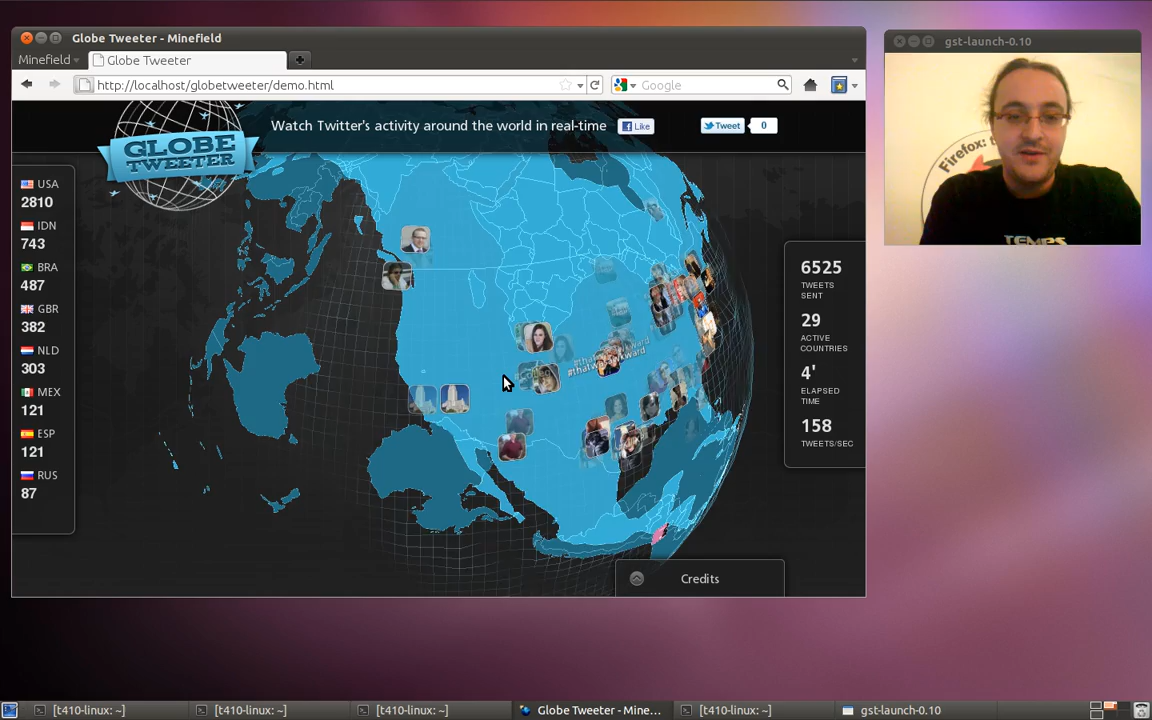 Globe Tweeter - Minefield
Minefield
Globe Tweeter
http://localhost/globetweeter/demo.html
Google
GLOBE
TWEETER
Watch Twitter's activity around the world in real-time
Like
Tweet
0
USA
2810
IDN
743
BRA
487
GBR
382
NLD
303
MEX
121
ESP
121
RUS
87
#thatwasawkward
6525
TWEETS
SENT
29
ACTIVE
COUNTRIES
4'
ELAPSED
TIME
158
TWEETS/SEC
Credits
gst-launch-0.10
Firefox:
TEMPS
[t410-linux: ~]
[t410-linux: ~]
[t410-linux: ~]
Globe Tweeter - Mine...
[t410-linux: ~]
gst-launch-0.10